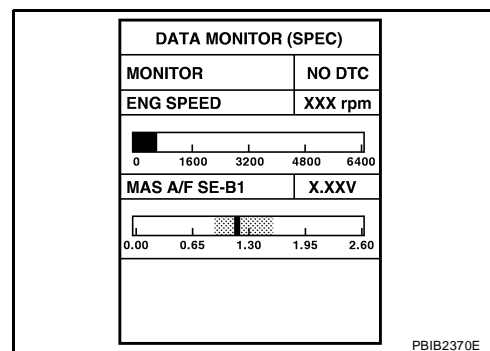 DATA MONITOR (SPEC)
MONITOR NO DTC
ENG SPEED XXX rpm
0 1600 3200 4800 6400
MAS A/F SE-B1 X.XXV
0.00 0.65 1.30 1.95 2.60
PBIB2370E